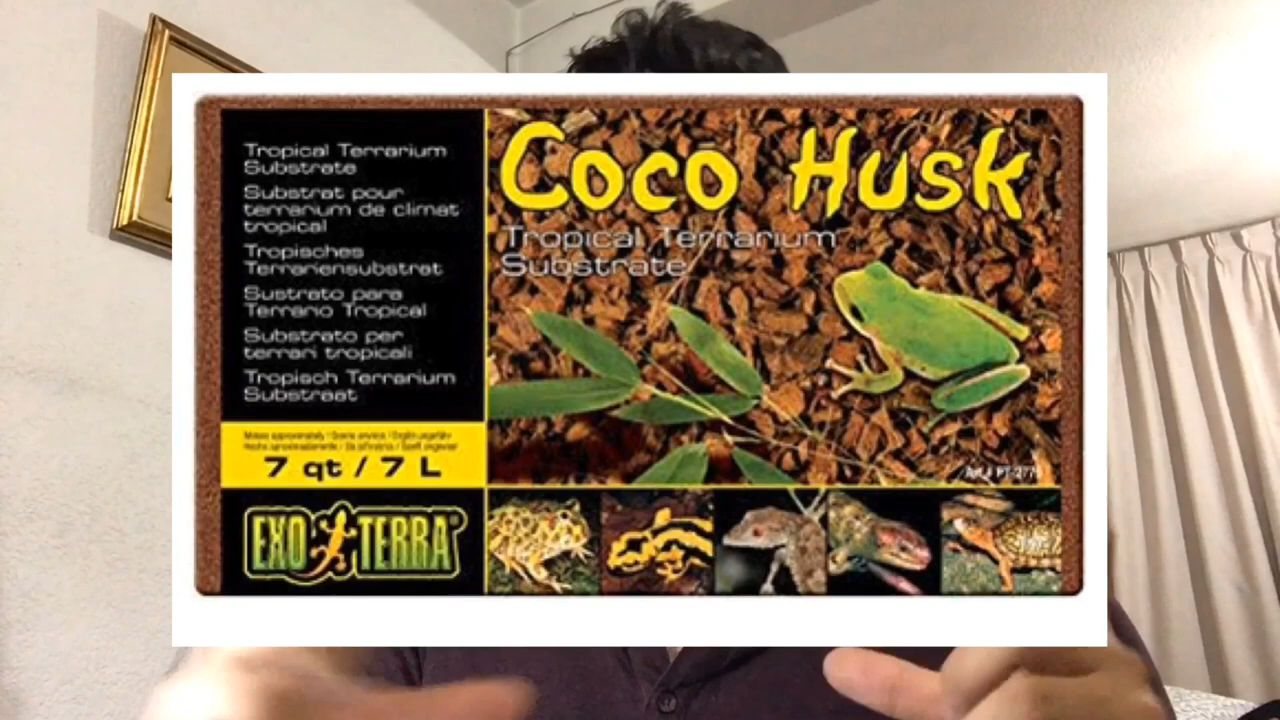 Tropical Terrarium
Substrate
Substrat pour
terrarium de climat
tropical
Tropisches
Terrariensubstrat
Sustrato para
Terrario Tropical
Substrato per
terrari tropicali
Tropisch Terrarium
Substraat
7 qt / 7 L
EXO TERRA®
Coco Husk
Tropical Terrarium
Substrate
Art.#